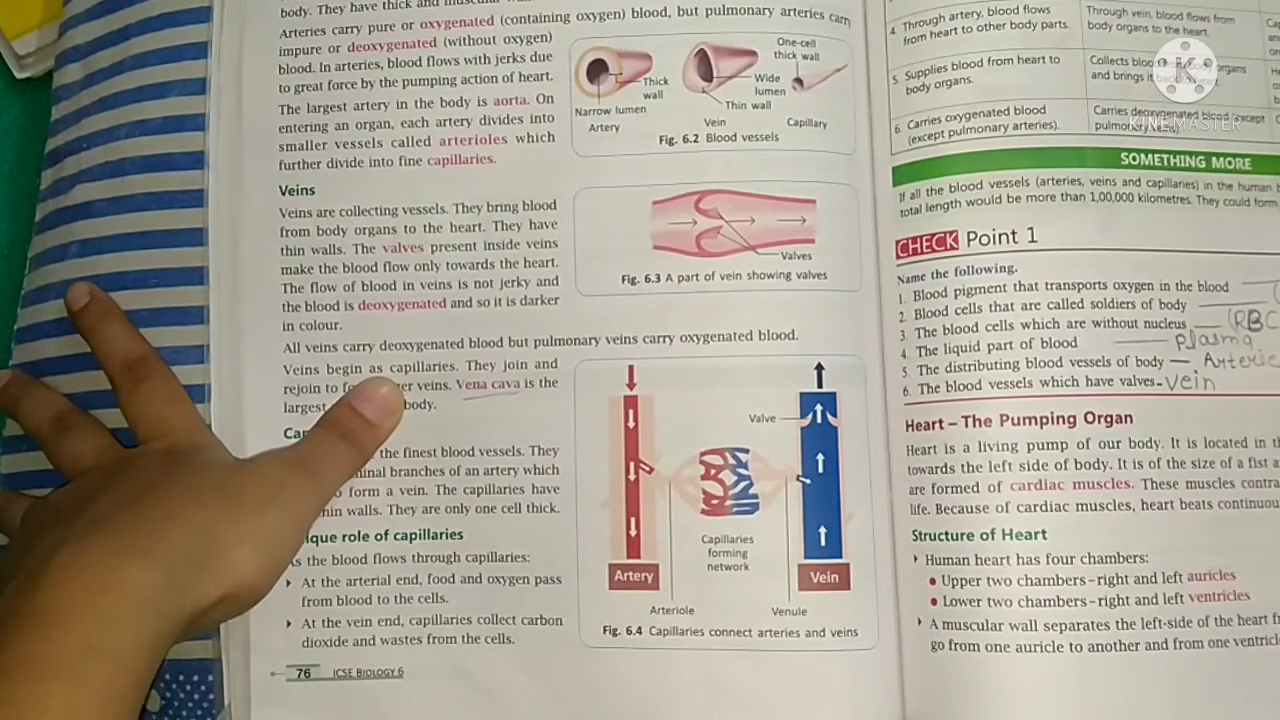 body. They have thick and
Arteries carry pure or oxygenated (containing oxygen) blood, but pulmonary arteries carry
impure or deoxygenated (without oxygen)
blood. In arteries, blood flows with jerks due
to great force by the pumping action of heart.
The largest artery in the body is aorta. On
entering an organ, each artery divides into
smaller vessels called arterioles which
further divide into fine capillaries.
Thick
wall
Narrow lumen
Artery
Wide
lumen
Thin wall
Vein
One-cell
thick wall
Capillary
Fig. 6.2 Blood vessels
Veins
Veins are collecting vessels. They bring blood
from body organs to the heart. They have
thin walls. The valves present inside veins
make the blood flow only towards the heart.
The flow of blood in veins is not jerky and
the blood is deoxygenated and so it is darker
in colour.
Valves
Fig. 6.3 A part of vein showing valves
All veins carry deoxygenated blood but pulmonary veins carry oxygenated blood.
Veins begin as capillaries. They join and
rejoin to veins. Vena cava is the
largest body.
the finest blood vessels. They
branches of an artery which
form a vein. The capillaries have
walls. They are only one cell thick.
role of capillaries
As the blood flows through capillaries:
At the arterial end, food and oxygen pass
from blood to the cells.
At the vein end, capillaries collect carbon
dioxide and wastes from the cells.
Valve
Capillaries
forming
network
Artery
Vein
Arteriole
Venule
Fig. 6.4 Capillaries connect arteries and veins
76 ICSE BIOLOGY 6
4. Through artery, blood flows
from heart to other body parts.
Through vein, blood flows from
body organs to the heart.
5. Supplies blood from heart to
body organs.
Collects organs
and brings it
6. Carries oxygenated blood
(except pulmonary arteries).
Carries deoxygenated blood (except
KINEMASTER
SOMETHING MORE
If all the blood vessels (arteries, veins and capillaries) in the human
total length would be more than 1,00,000 kilometres. They could form
CHECK Point 1
Name the following.
1. Blood pigment that transports oxygen in the blood
2. Blood cells that are called soldiers of body
3. The blood cells which are without nucleus (RBC
4. The liquid part of blood plasma
5. The distributing blood vessels of body – Arterie
6. The blood vessels which have valves - vein
Heart – The Pumping Organ
Heart is a living pump of our body. It is located in
towards the left side of body. It is of the size of a fist
are formed of cardiac muscles. These muscles
life. Because of cardiac muscles, heart beats
Structure of Heart
Human heart has four chambers:
• Upper two chambers – right and left auricles
• Lower two chambers – right and left ventricles
A muscular wall separates the left-side of the heart
go from one auricle to another and from one